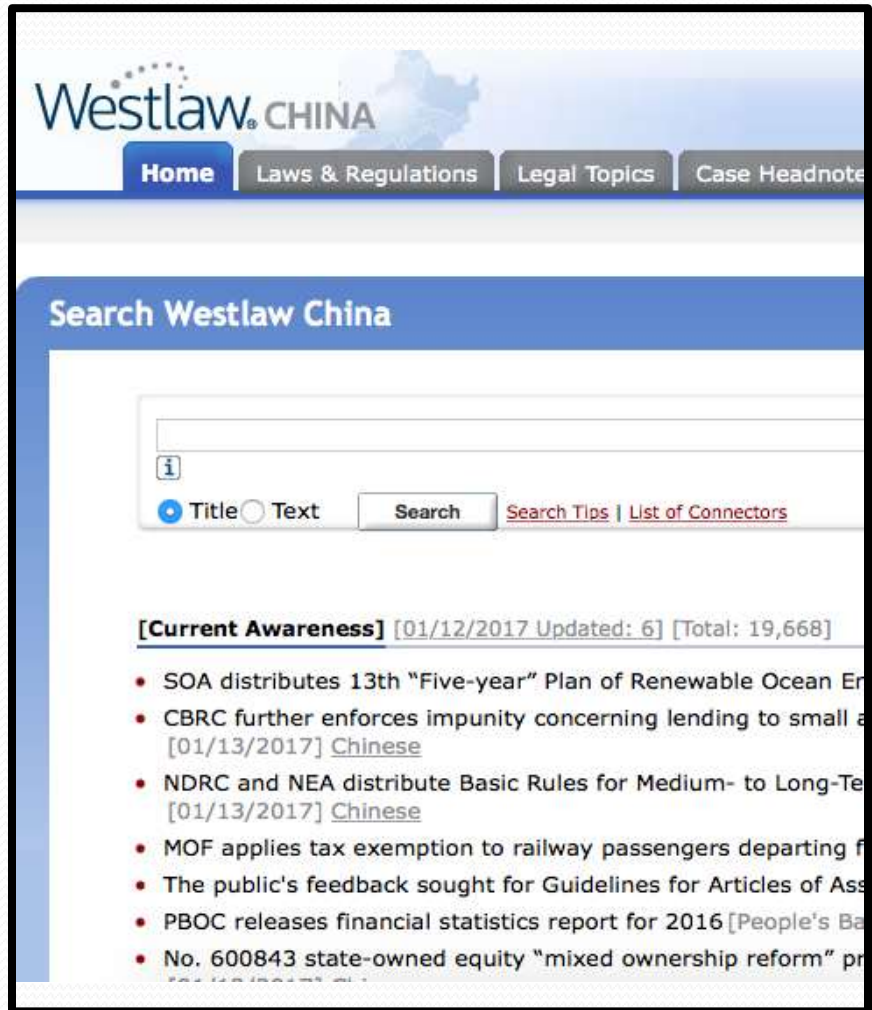 Westlaw® CHINA
Home Laws & Regulations Legal Topics Case Headnote
Search Westlaw China
i
Title Text Search Search Tips | List of Connectors
[Current Awareness] [01/12/2017 Updated: 6] [Total: 19,668]
• SOA distributes 13th “Five-year” Plan of Renewable Ocean En
• CBRC further enforces impunity concerning lending to small a
[01/13/2017] Chinese
• NDRC and NEA distribute Basic Rules for Medium- to Long-Te
[01/13/2017] Chinese
• MOF applies tax exemption to railway passengers departing f
• The public's feedback sought for Guidelines for Articles of Ass
• PBOC releases financial statistics report for 2016 [People's Ba
• No. 600843 state-owned equity “mixed ownership reform” pr